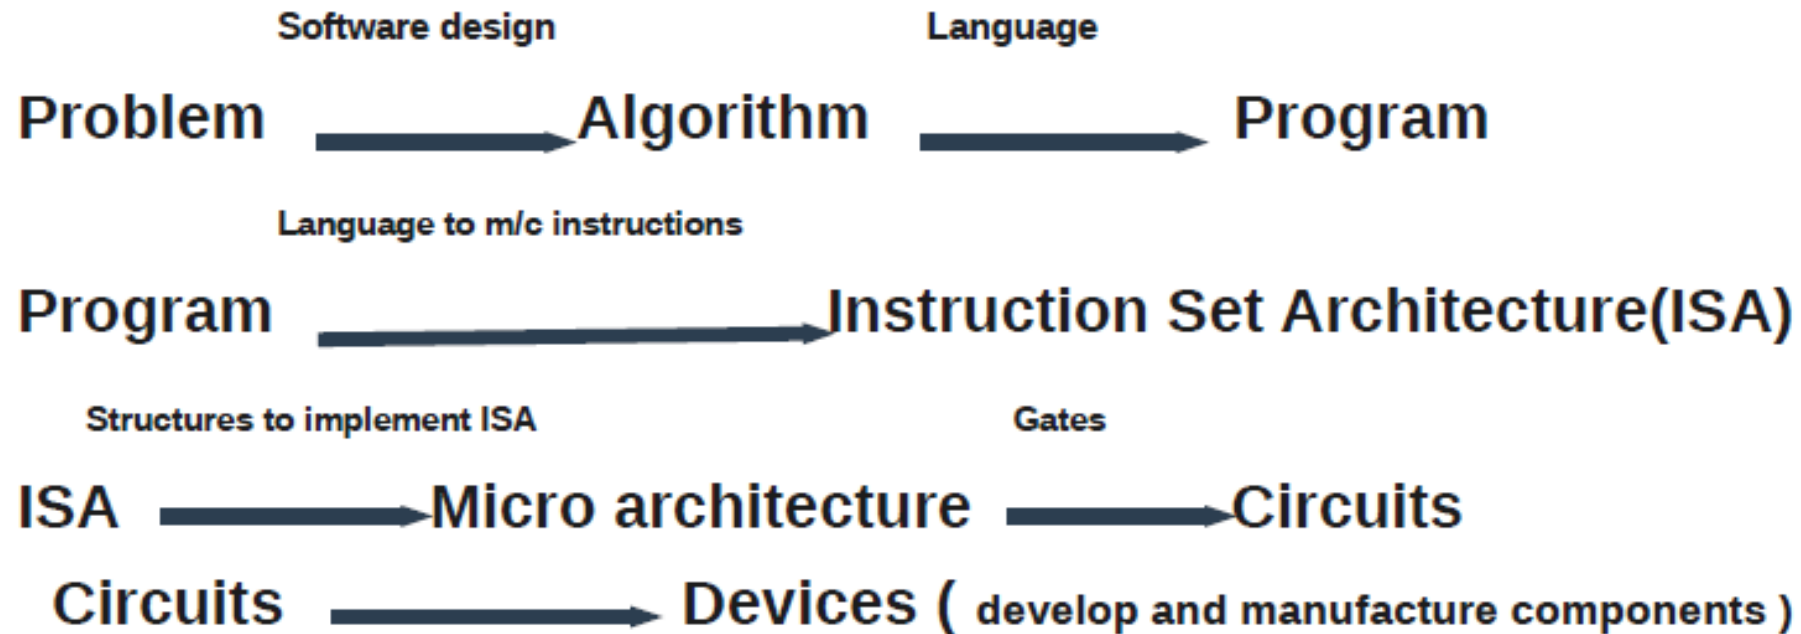 Software design Language
Problem Algorithm Program
Language to m/c instructions
Program Instruction Set Architecture(ISA)
Structures to implement ISA Gates
ISA Micro architecture Circuits
Circuits Devices ( develop and manufacture components )